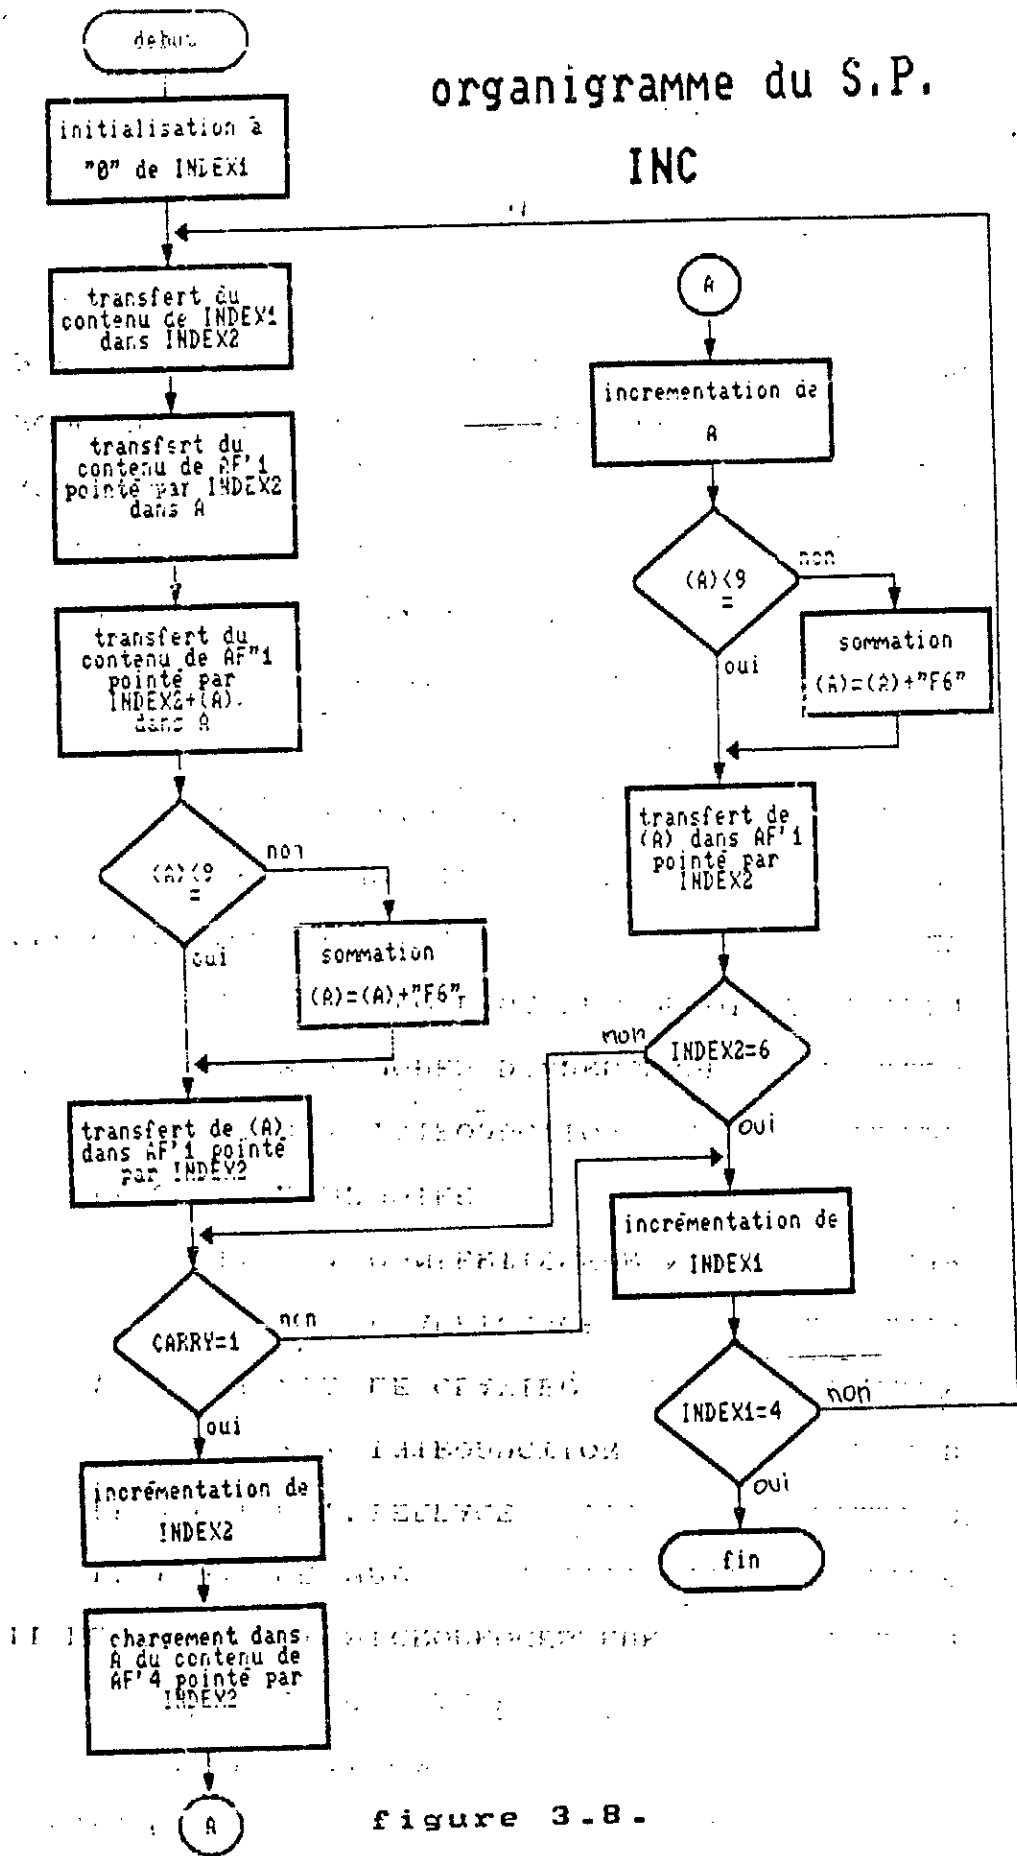 debut
organigramme du S.P.
INC
initialisation à
"0" de INDEX1
transfert du
contenu de INDEX1
dans INDEX2
transfert du
contenu de AF'1
pointé par INDEX2
dans A
transfert du
contenu de AF"1
pointé par
INDEX2+(A).
dans A
(A)<9
=
non
oui
sommation
(A)=(A)+"F6"
transfert de (A)
dans AF'1 pointé
par INDEX2
CARRY=1
non
oui
incrémentation de
INDEX2
chargement dans
A du contenu de
AF'4 pointé par
INDEX2
A
A
incrementation de
A
(A)<9
=
non
oui
sommation
(A)=(A)+"F6"
transfert de
(A) dans AF'1
pointé par
INDEX2
INDEX2=6
non
oui
incrémentation de
INDEX1
INDEX1=4
non
oui
fin
figure 3.8.